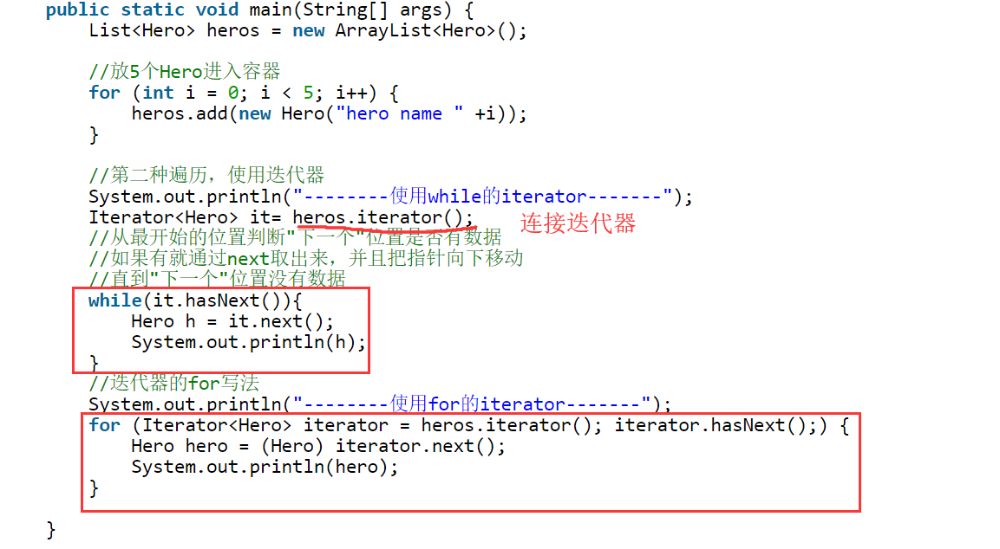 public static void main(String[] args) {
List<Hero> heros = new ArrayList<Hero>();
//放5个Hero进入容器
for (int i = 0; i < 5; i++) {
heros.add(new Hero("hero name " +i));
}
//第二种遍历，使用迭代器
System.out.println("--------使用while的iterator-------");
Iterator<Hero> it= heros.iterator();
连接迭代器
//从最开始的位置判断"下一个"位置是否有数据
//如果有就通过next取出来，并且把指针向下移动
//直到"下一个"位置没有数据
while(it.hasNext()){
Hero h = it.next();
System.out.println(h);
}
//迭代器的for写法
System.out.println("--------使用for的iterator-------");
for (Iterator<Hero> iterator = heros.iterator(); iterator.hasNext();) {
Hero hero = (Hero) iterator.next();
System.out.println(hero);
}
}